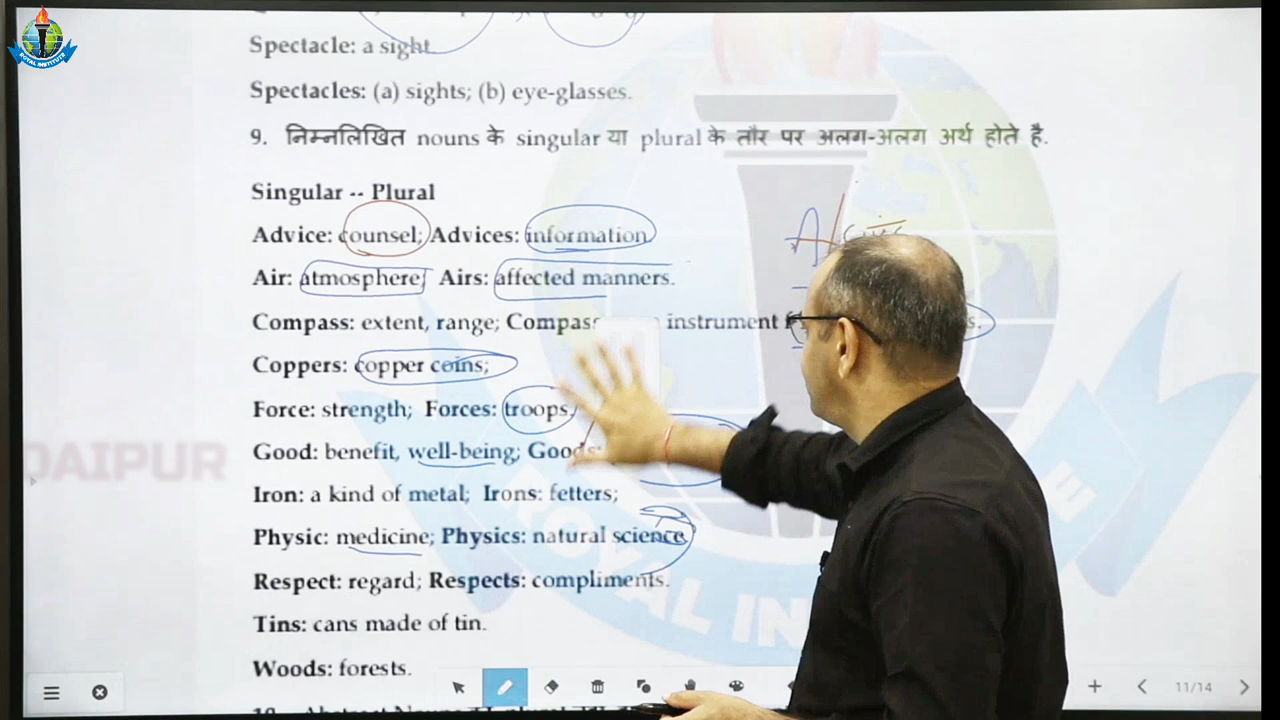 ROYAL INSTITUTE
Spectacle: a sight
Spectacles: (a) sights; (b) eye-glasses.
9. निम्नलिखित nouns के singular या plural के तौर पर अलग-अलग अर्थ होते है.
Singular -- Plural
Advice: counsel; Advices: information
Air: atmosphere; Airs: affected manners.
Compass: extent, range; instrument
Coppers: copper coins;
Force: strength; Forces: troops,
Good: benefit, well-being; Goods
Iron: a kind of metal; Irons: fetters;
Physic: medicine; Physics: natural science
Respect: regard; Respects: compliments.
Tins: cans made of tin.
Woods: forests.
11/14